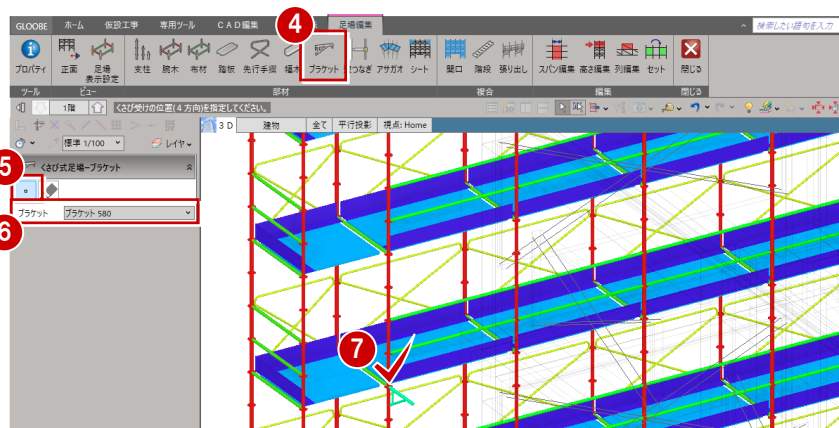 GLOOBE ホーム 仮設工事 専用ツール ＣＡＤ編集 足場編集
検索したい語句を入力
4
プロパティ 正面 足場表示設定 支柱 腕木 布材 踏板 先行手摺 幅木 ブラケット 壁つなぎ アサガオ シート 開口 階段 張り出し スパン編集 高さ編集 列編集 セット 閉じる
ツール ビュー 部材 複合 編集 閉じる
1階 くさび受けの位置(4 方向)を指定してください。
3 D 建物 全て 平行投影 視点: Home
標準 1/100 レイヤ
5
くさび式足場−ブラケット
ブラケット ブラケット 580
6
7